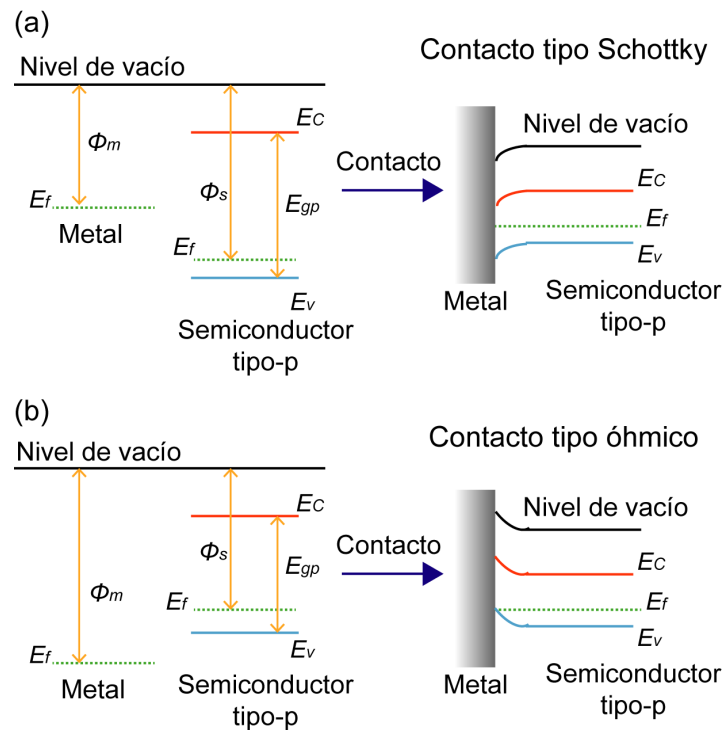 (a)
Contacto tipo Schottky
Nivel de vacío
Φm
Ef
Metal
EC
Φs
Egp
Ef
Ev
Semiconductor
tipo-p
Contacto
Nivel de vacío
EC
Ef
Ev
Metal
Semiconductor
tipo-p
(b)
Contacto tipo óhmico
Nivel de vacío
Φm
Ef
Metal
EC
Φs
Egp
Ef
Ev
Semiconductor
tipo-p
Contacto
Nivel de vacío
EC
Ef
Ev
Metal
Semiconductor
tipo-p